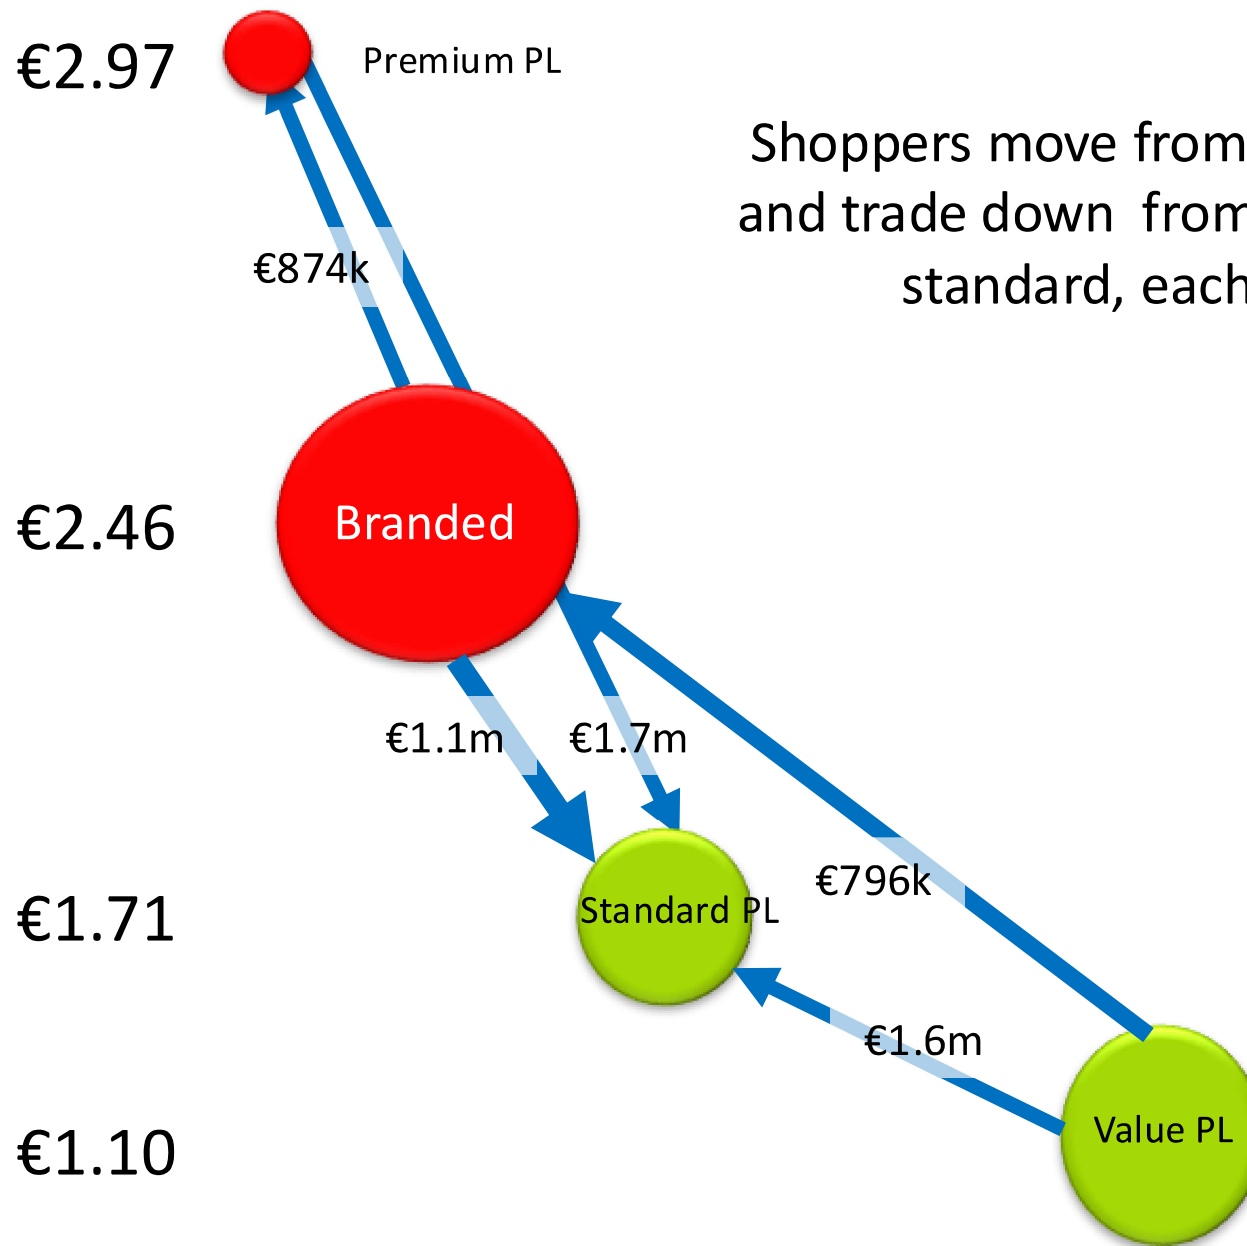 €2.97
Premium PL
Shoppers move from
and trade down from
standard, each
€874k
€2.46
Branded
€1.1m
€1.7m
€796k
€1.71
Standard PL
€1.6m
€1.10
Value PL